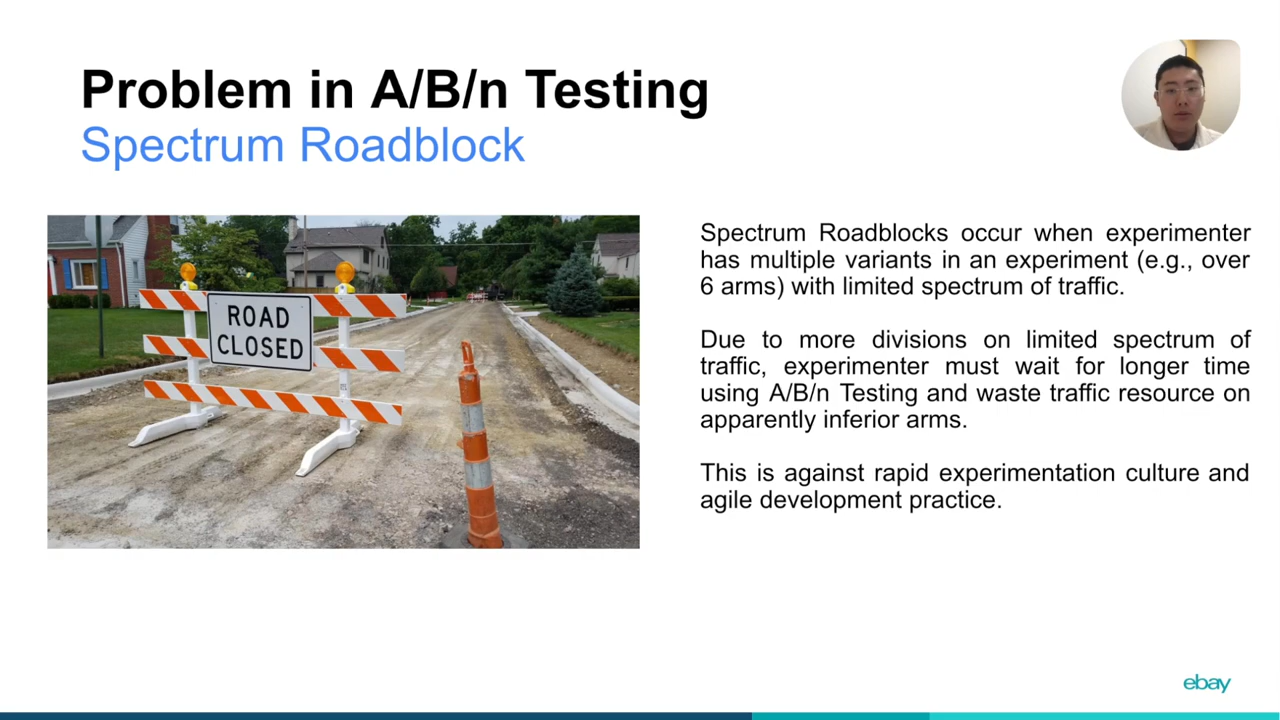 Problem in A/B/n Testing
Spectrum Roadblock
ROAD
CLOSED
Spectrum Roadblocks occur when experimenter
has multiple variants in an experiment (e.g., over
6 arms) with limited spectrum of traffic.
Due to more divisions on limited spectrum of
traffic, experimenter must wait for longer time
using A/B/n Testing and waste traffic resource on
apparently inferior arms.
This is against rapid experimentation culture and
agile development practice.
ebay